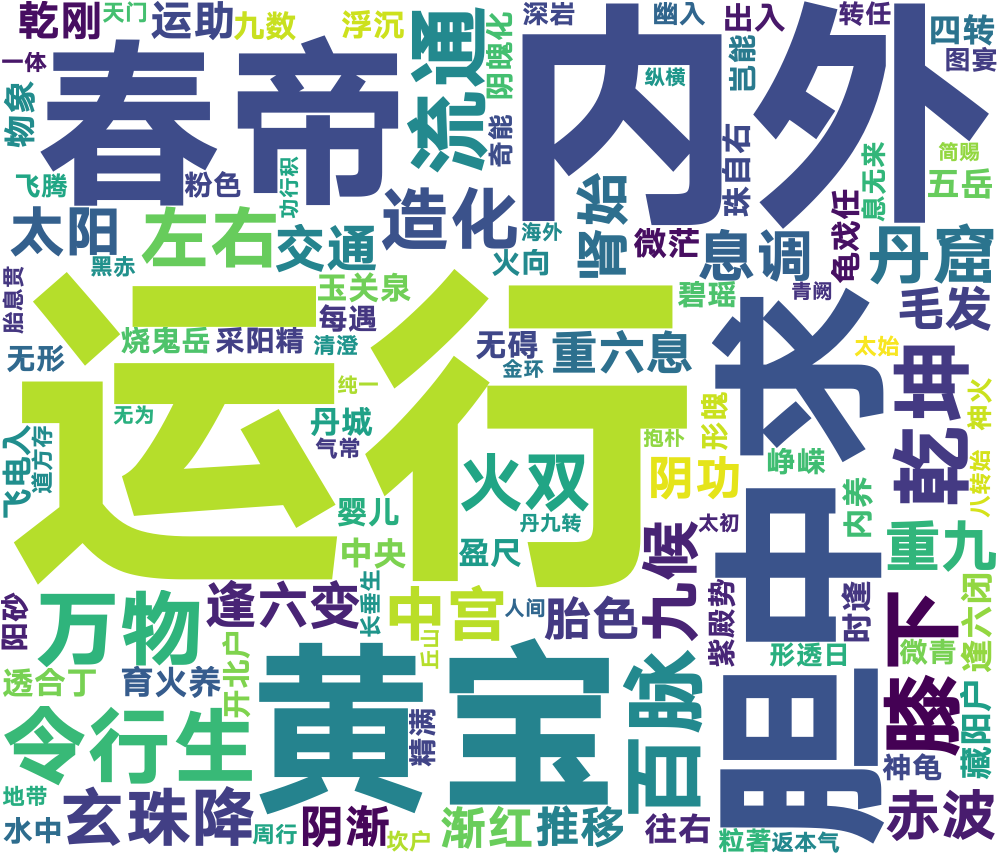 乾刚
天门
运助
九数
浮沉
流通
阴魄化
深岩
幽入
出入
转任
四转
图宴
一体
物象
春帝
内外
纵横
岂能
奇能
飞腾
粉色
功行积
珠自右
息无来
简赐
五岳
太阳
左右
交通
造化
肾始
海外
微茫
息调
龟戏任
丹窟
黑赤
火向
胎息贯
玉关泉
碧瑶
青阙
毛发
每遇
无形
烧鬼岳
采阳精
清澄
无碍
重六息
太始
金环
运行
胆中求
乾坤
神火
纯一
无为
丹城
形魄
气常
抱朴
飞电入
道方存
火双
阴功
峥嵘
八转始
婴儿
丹九转
太初
内养
重九
中央
盈尺
九候
万物
逢六变
长垂生
中宫
人间
胎色
紫殿势
时逢
膝下
逢六闭
阳砂
丘山
形透日
微青
透合丁
育火养
开北户
黄宝
百脉
藏阳户
令行生
精满
神龟
地带
水中
玄珠降
周行
阴渐
坎户
渐红
推移
往右
粒著
返本气
赤波